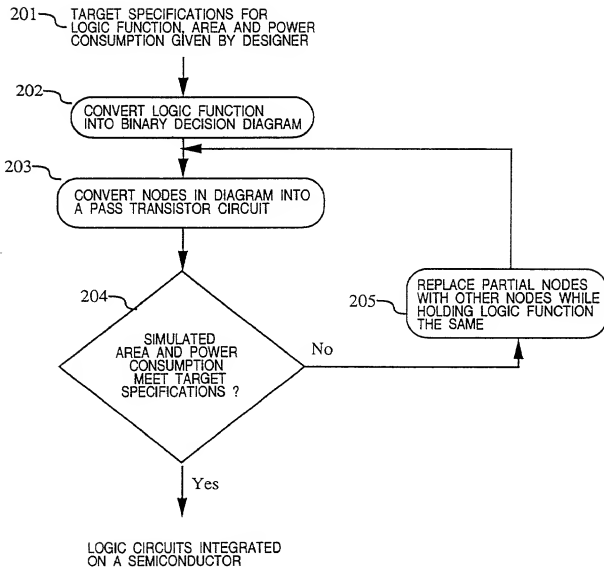 201
TARGET SPECIFICATIONS FOR
LOGIC FUNCTION, AREA AND POWER
CONSUMPTION GIVEN BY DESIGNER
202
CONVERT LOGIC FUNCTION
INTO BINARY DECISION DIAGRAM
203
CONVERT NODES IN DIAGRAM INTO
A PASS TRANSISTOR CIRCUIT
204
SIMULATED
AREA AND POWER
CONSUMPTION
MEET TARGET
SPECIFICATIONS ?
No
205
REPLACE PARTIAL NODES
WITH OTHER NODES WHILE
HOLDING LOGIC FUNCTION
THE SAME
Yes
LOGIC CIRCUITS INTEGRATED
ON A SEMICONDUCTOR